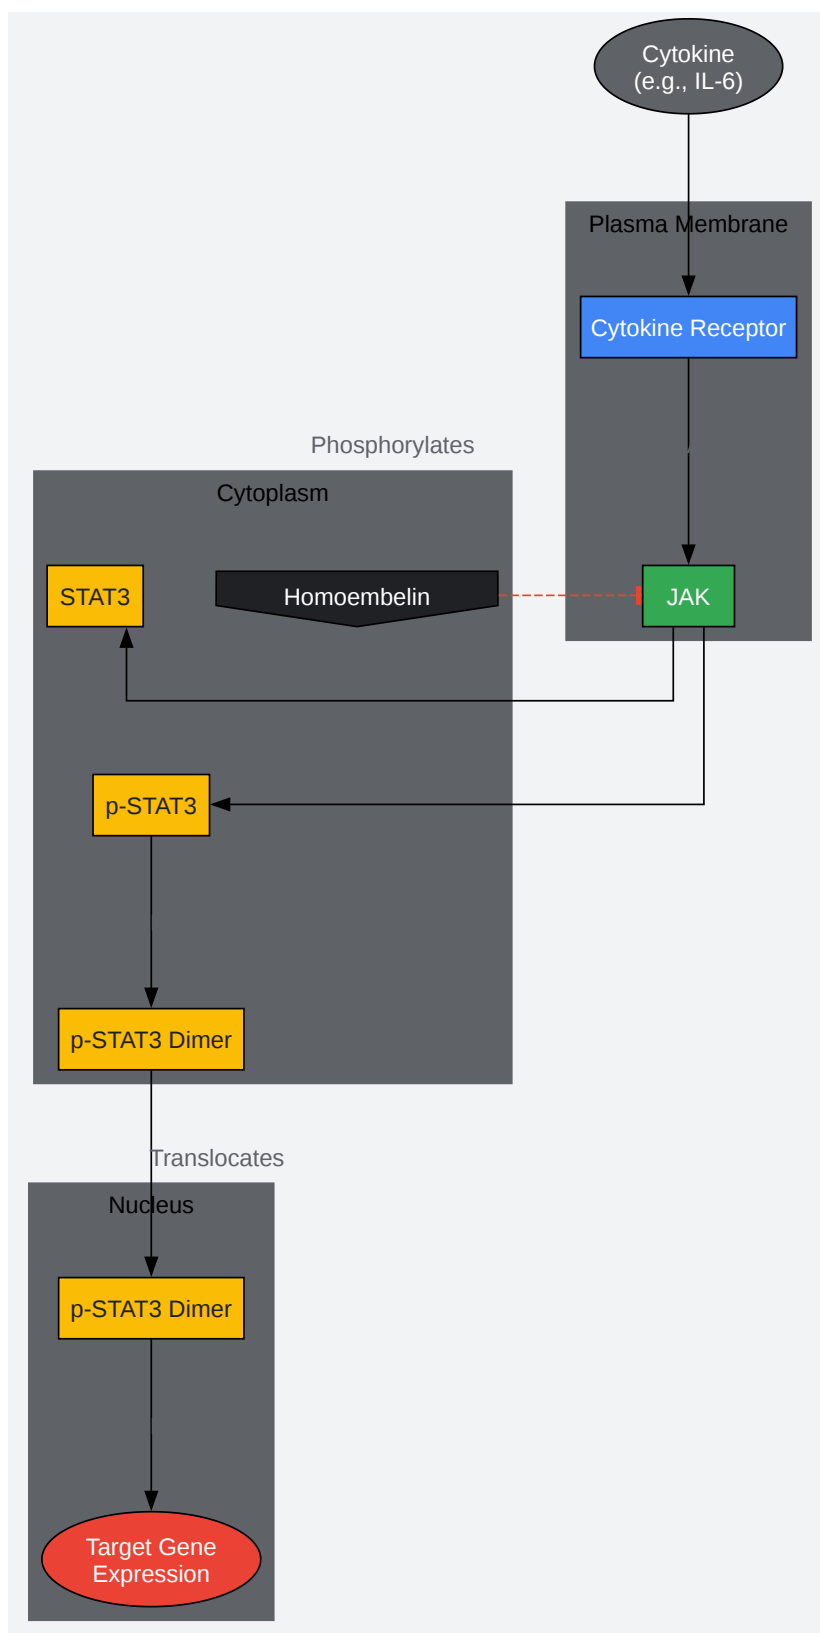 Cytokine
(e.g., IL-6)
Plasma Membrane
Cytokine Receptor
Phosphorylates
Cytoplasm
STAT3
Homoembelin
JAK
p-STAT3
p-STAT3 Dimer
Translocates
Nucleus
p-STAT3 Dimer
Target Gene
Expression